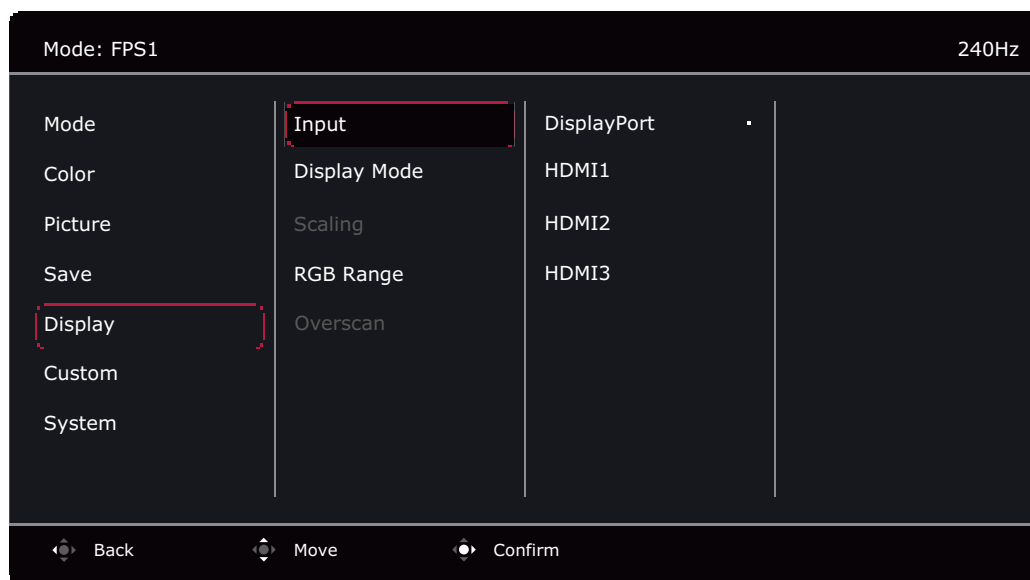 Mode: FPS1 240Hz
Mode Input DisplayPort
Color Display Mode HDMI1
Picture Scaling HDMI2
Save RGB Range HDMI3
Display Overscan
Custom
System
Back Move Confirm